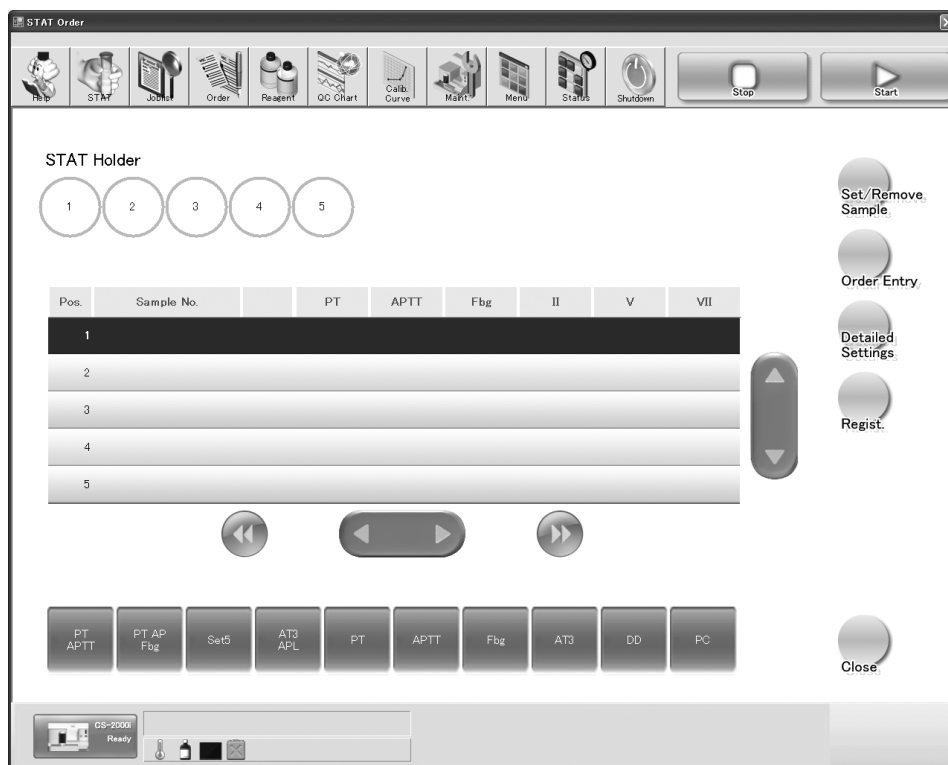 STAT Order
Help
STAT
Joblist
Order
Reagent
QC Chart
Calib.
Curve
Maint.
Menu
Status
Shutdown
Stop
Start
STAT Holder
1 2 3 4 5
Set/Remove
Sample
Order Entry
Detailed
Settings
Regist.
Pos. Sample No. PT APTT Fbg II V VII
1
2
3
4
5
PT
APTT
PT AP
Fbg
Set5
AT3
APL
PT
APTT
Fbg
AT3
DD
PC
Close
CS-2000i
Ready